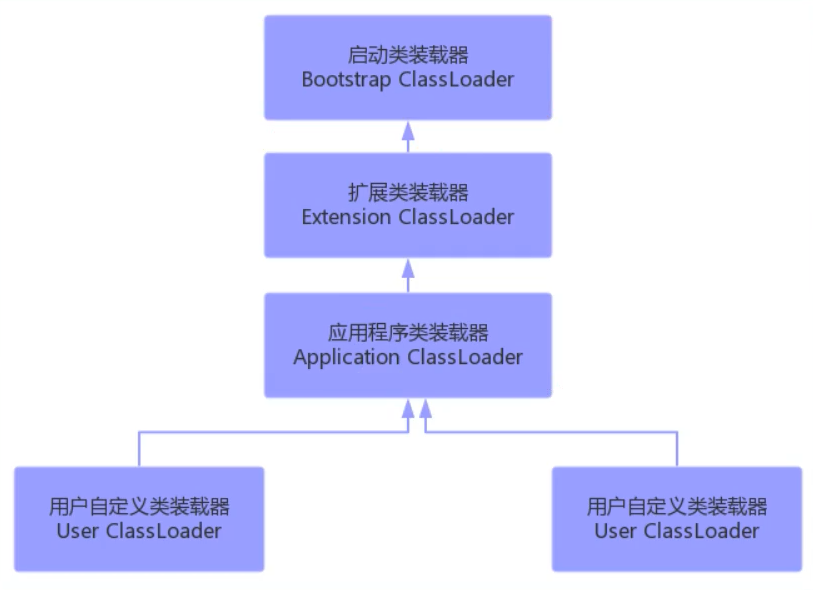 启动类装载器
Bootstrap ClassLoader
扩展类装载器
Extension ClassLoader
应用程序类装载器
Application ClassLoader
用户自定义类装载器
User ClassLoader
用户自定义类装载器
User ClassLoader